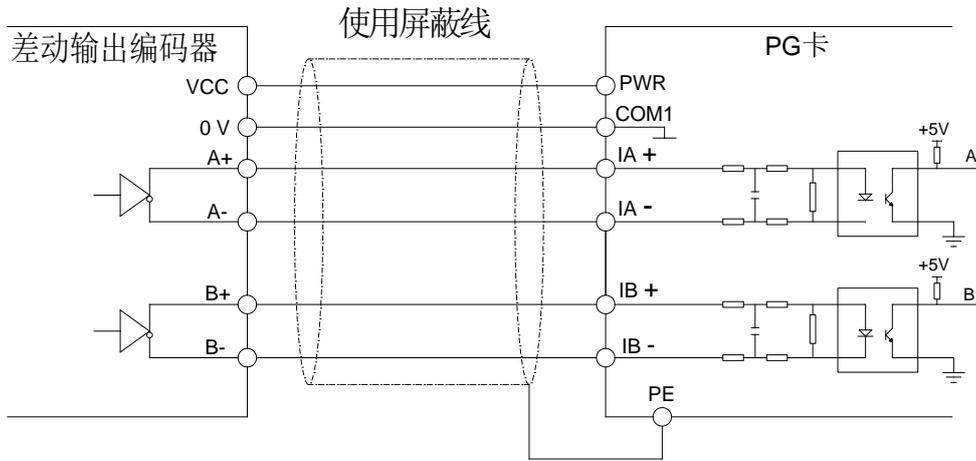 使用屏蔽线
差动输出编码器
PG卡
VCC
PWR
0 V
COM1
+5V
A+
IA +
A
A-
IA -
+5V
B+
IB +
B
B-
IB -
PE